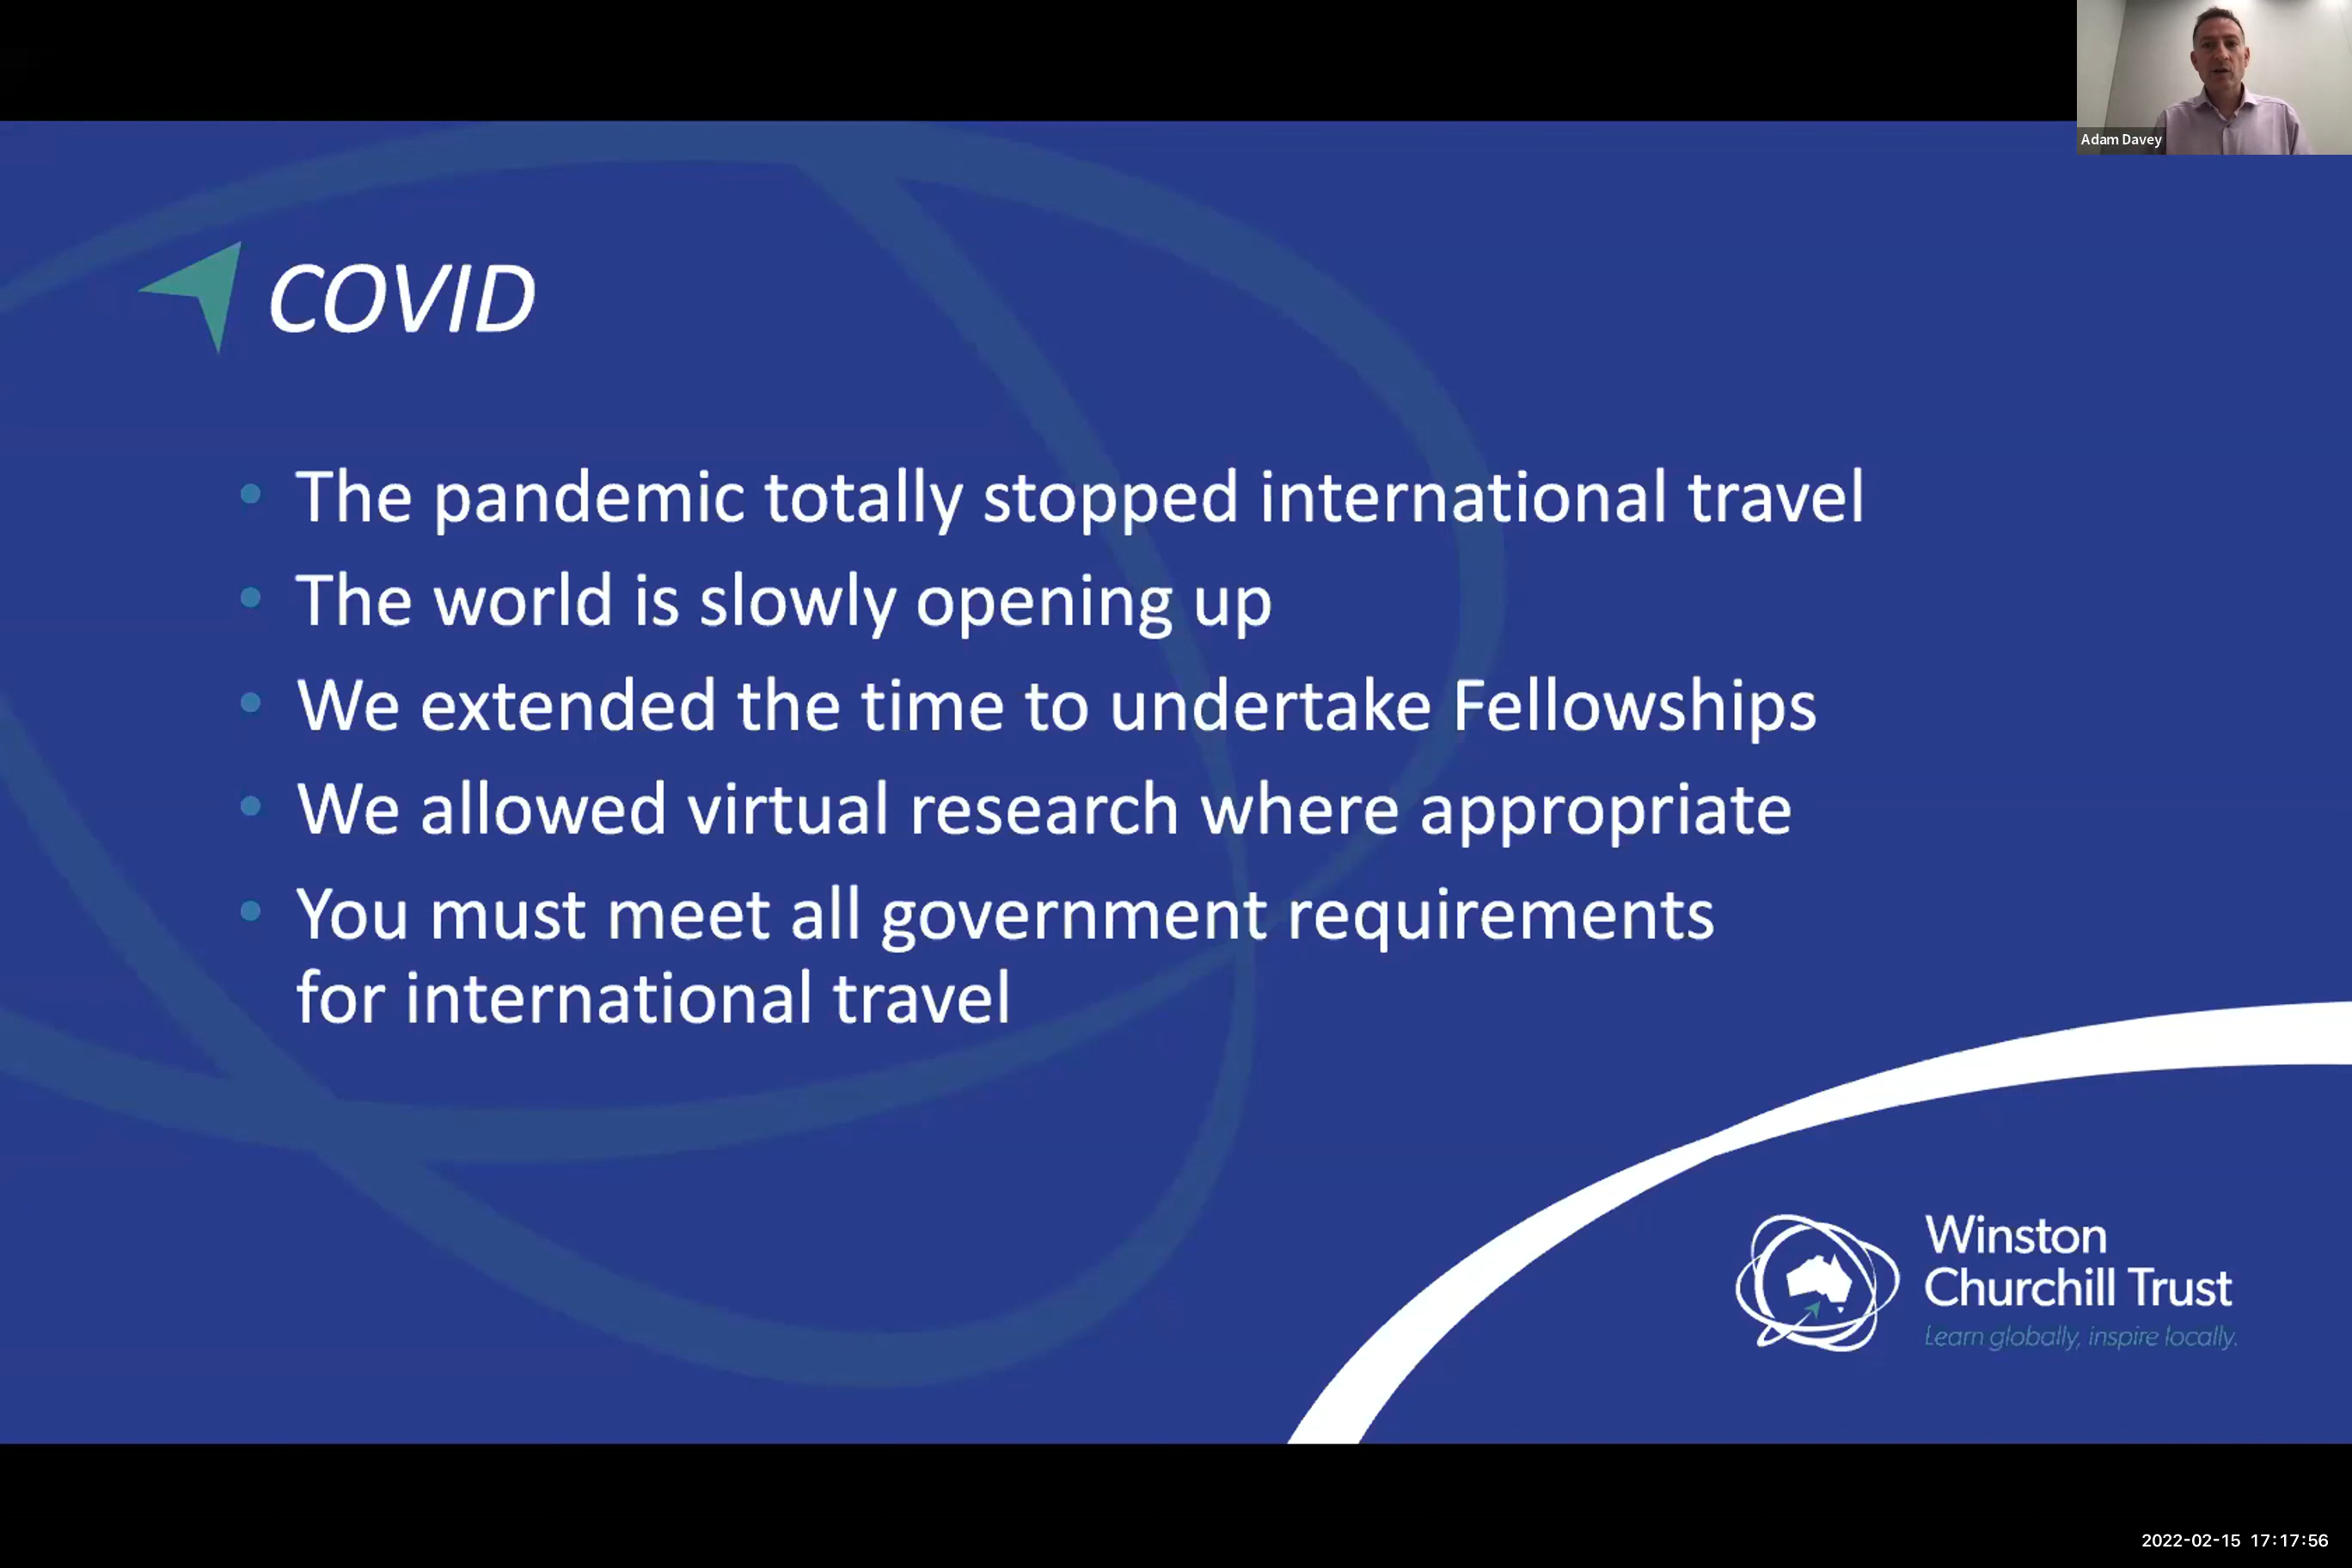 Adam Davey
COVID
• The pandemic totally stopped international travel
• The world is slowly opening up
• We extended the time to undertake Fellowships
• We allowed virtual research where appropriate
• You must meet all government requirements
for international travel
Winston
Churchill Trust
Learn globally, inspire locally.
2022-02-15 17:17:56